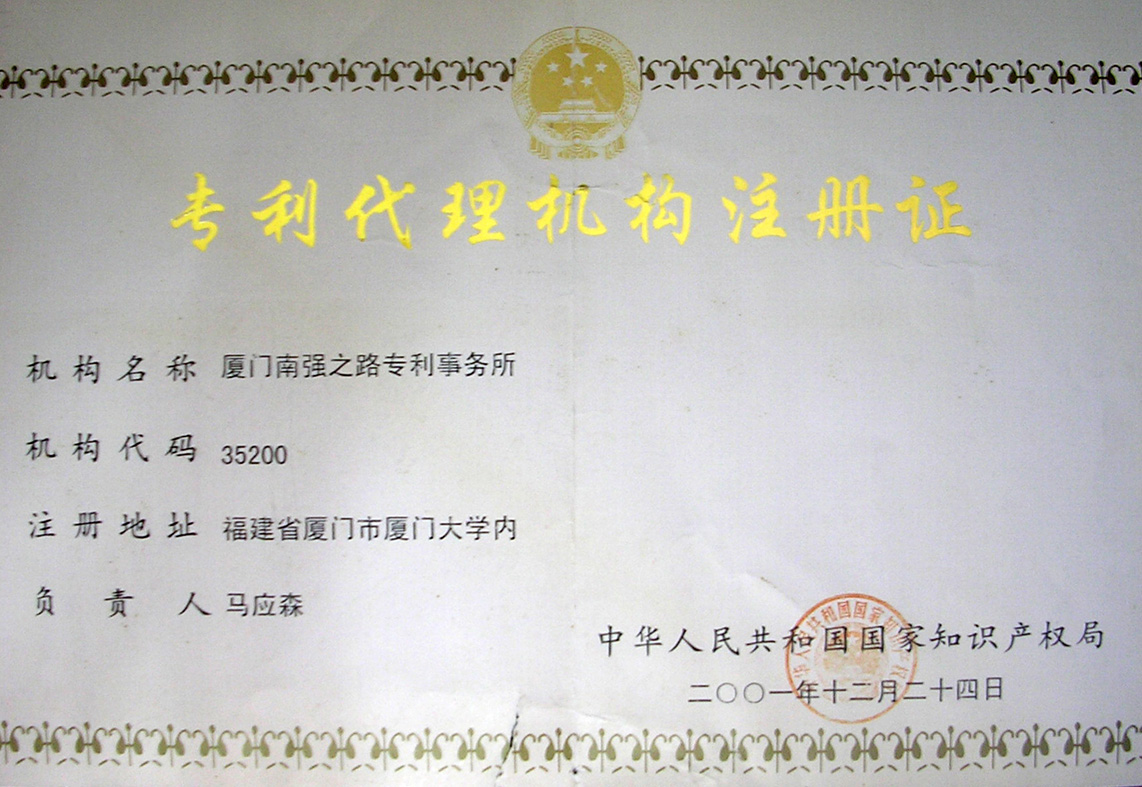 专利代理机构注册证
机构名称 厦门南强之路专利事务所
机构代码 35200
注册地址 福建省厦门市厦门大学内
负责人 马应森
中华人民共和国国家知识产权局
二〇〇一年十二月二十四日